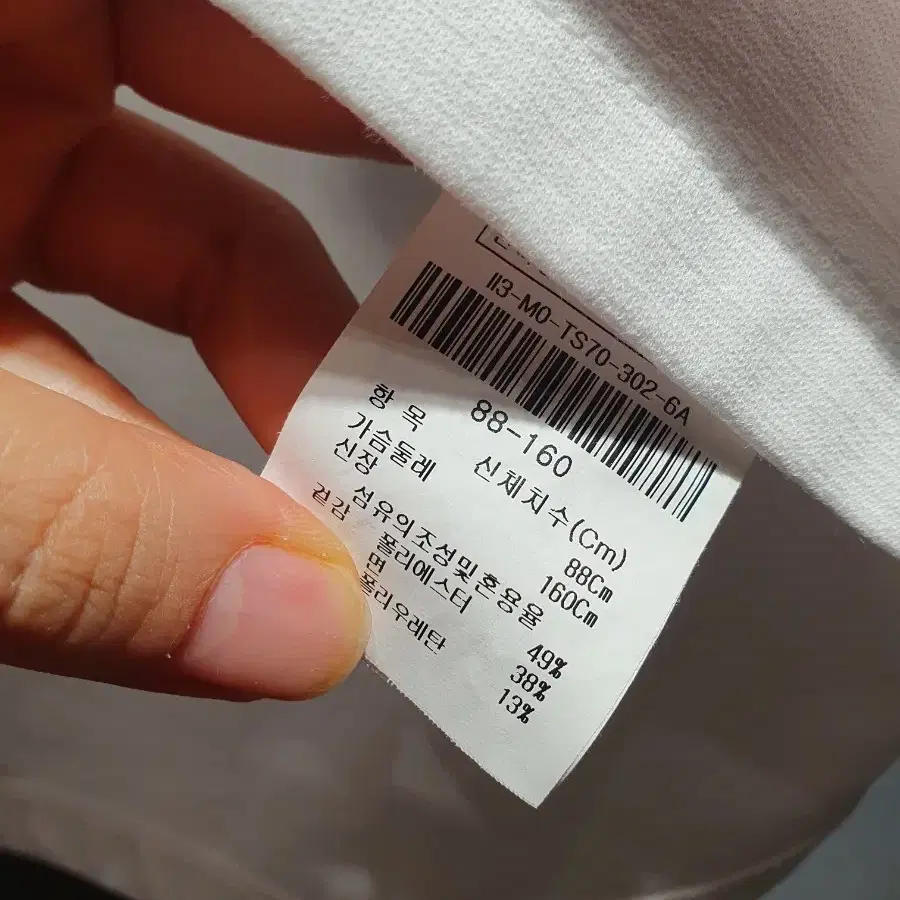 II3-M0-TS70-302-6A
88-160
항 목 신체치수(Cm)
가슴둘레 88Cm
신장 160Cm
섬유의조성및혼용율
겉감 폴리에스터 49%
면 38%
폴리우레탄 13%